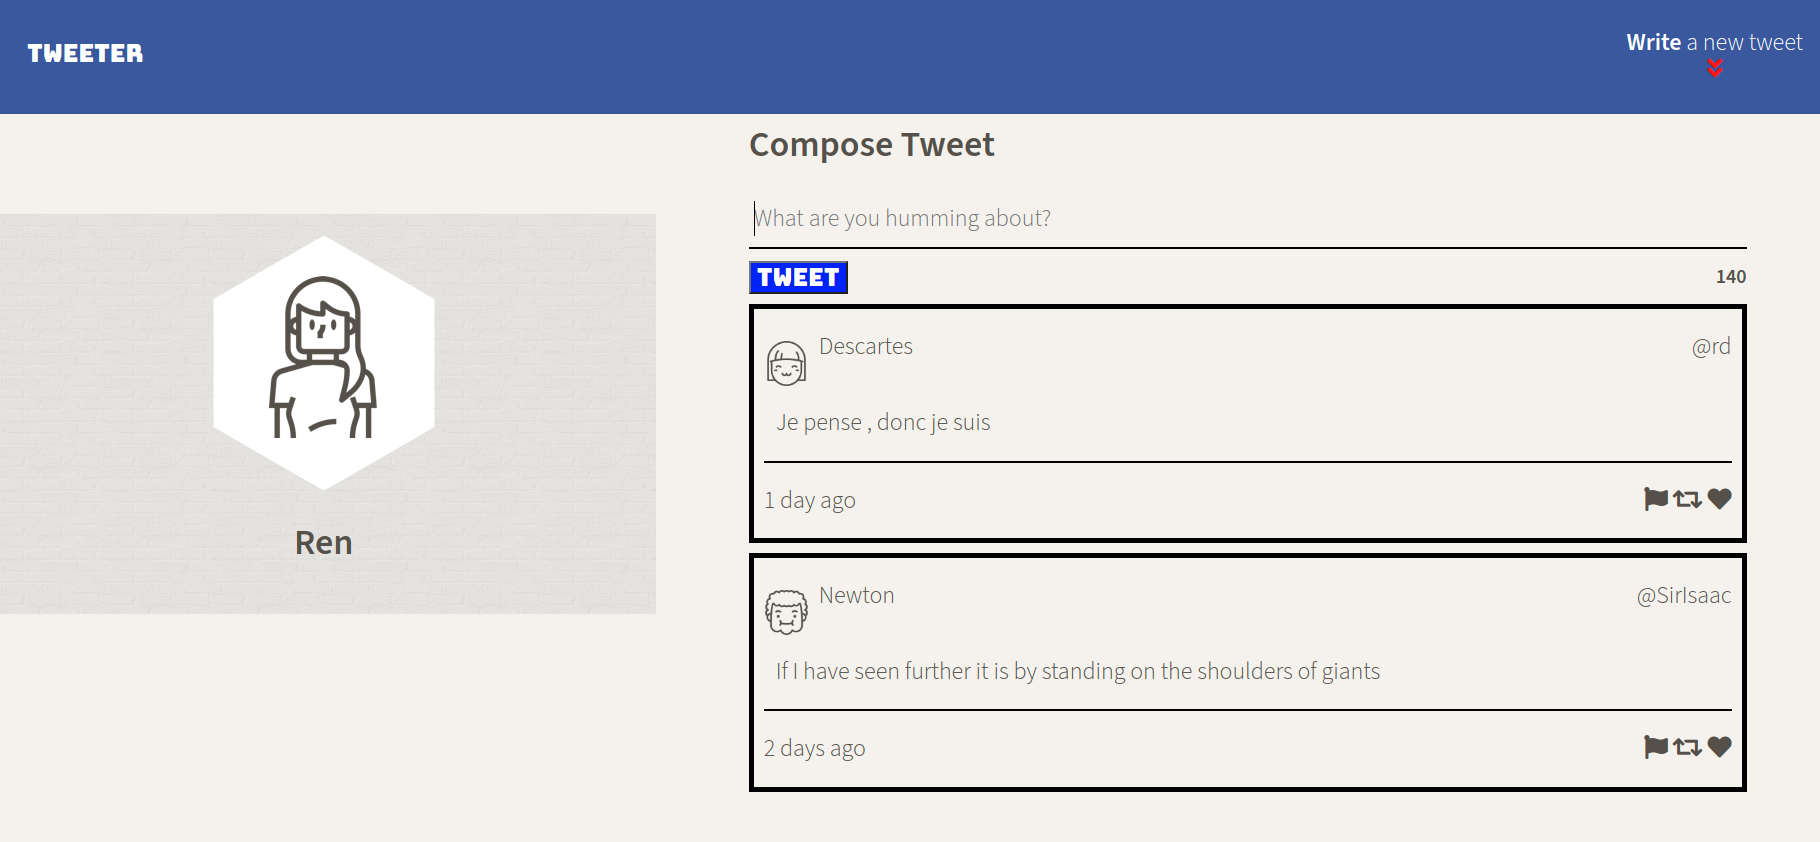 TWEETER
Write a new tweet
Ren
Compose Tweet
What are you humming about?
TWEET 140
Descartes @rd
Je pense , donc je suis
1 day ago
Newton @SirIsaac
If I have seen further it is by standing on the shoulders of giants
2 days ago